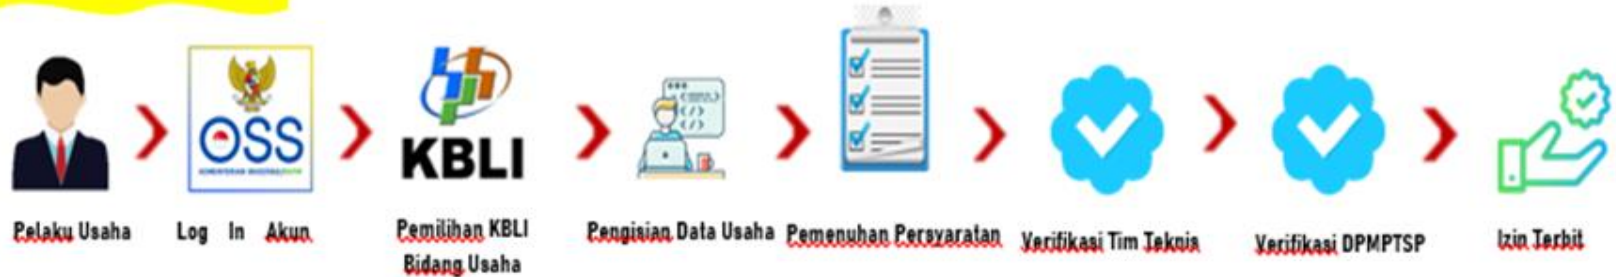 OSS
KBLI
Pelaku Usaha
Log In Akun
Pemilihan KBLI
Bidang Usaha
Pengisian Data Usaha
Pemenuhan Persyaratan
Verifikasi Tim Teknis
Verifikasi DPMPTSP
Izin Terbit